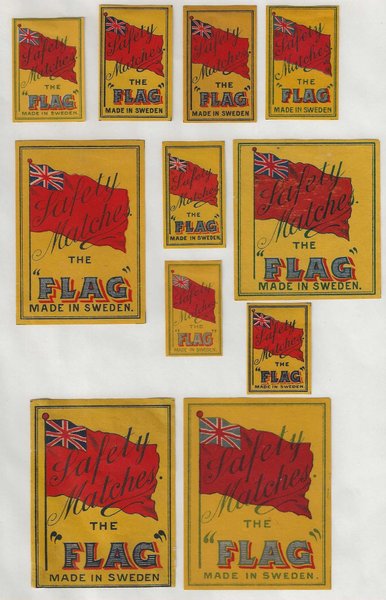 Safety
Matches.
THE
"FLAG"
MADE IN SWEDEN
Safety
Matches.
THE
"FLAG"
MADE IN SWEDEN
Safety
Matches.
THE
"FLAG"
MADE IN SWEDEN
Safety
Matches.
THE
"FLAG"
MADE IN SWEDEN
Safety
Matches.
THE
"FLAG"
MADE IN SWEDEN.
Safety
Matches.
THE
"FLAG"
MADE IN SWEDEN.
Safety
Matches.
THE
"FLAG"
MADE IN SWEDEN.
Safety
Matches.
THE
"FLAG"
MADE IN SWEDEN.
Safety
Matches.
THE
"FLAG"
MADE IN SWEDEN.
Safety
Matches.
THE
"FLAG"
MADE IN SWEDEN
Safety
Matches.
THE
"FLAG"
MADE IN SWEDEN.